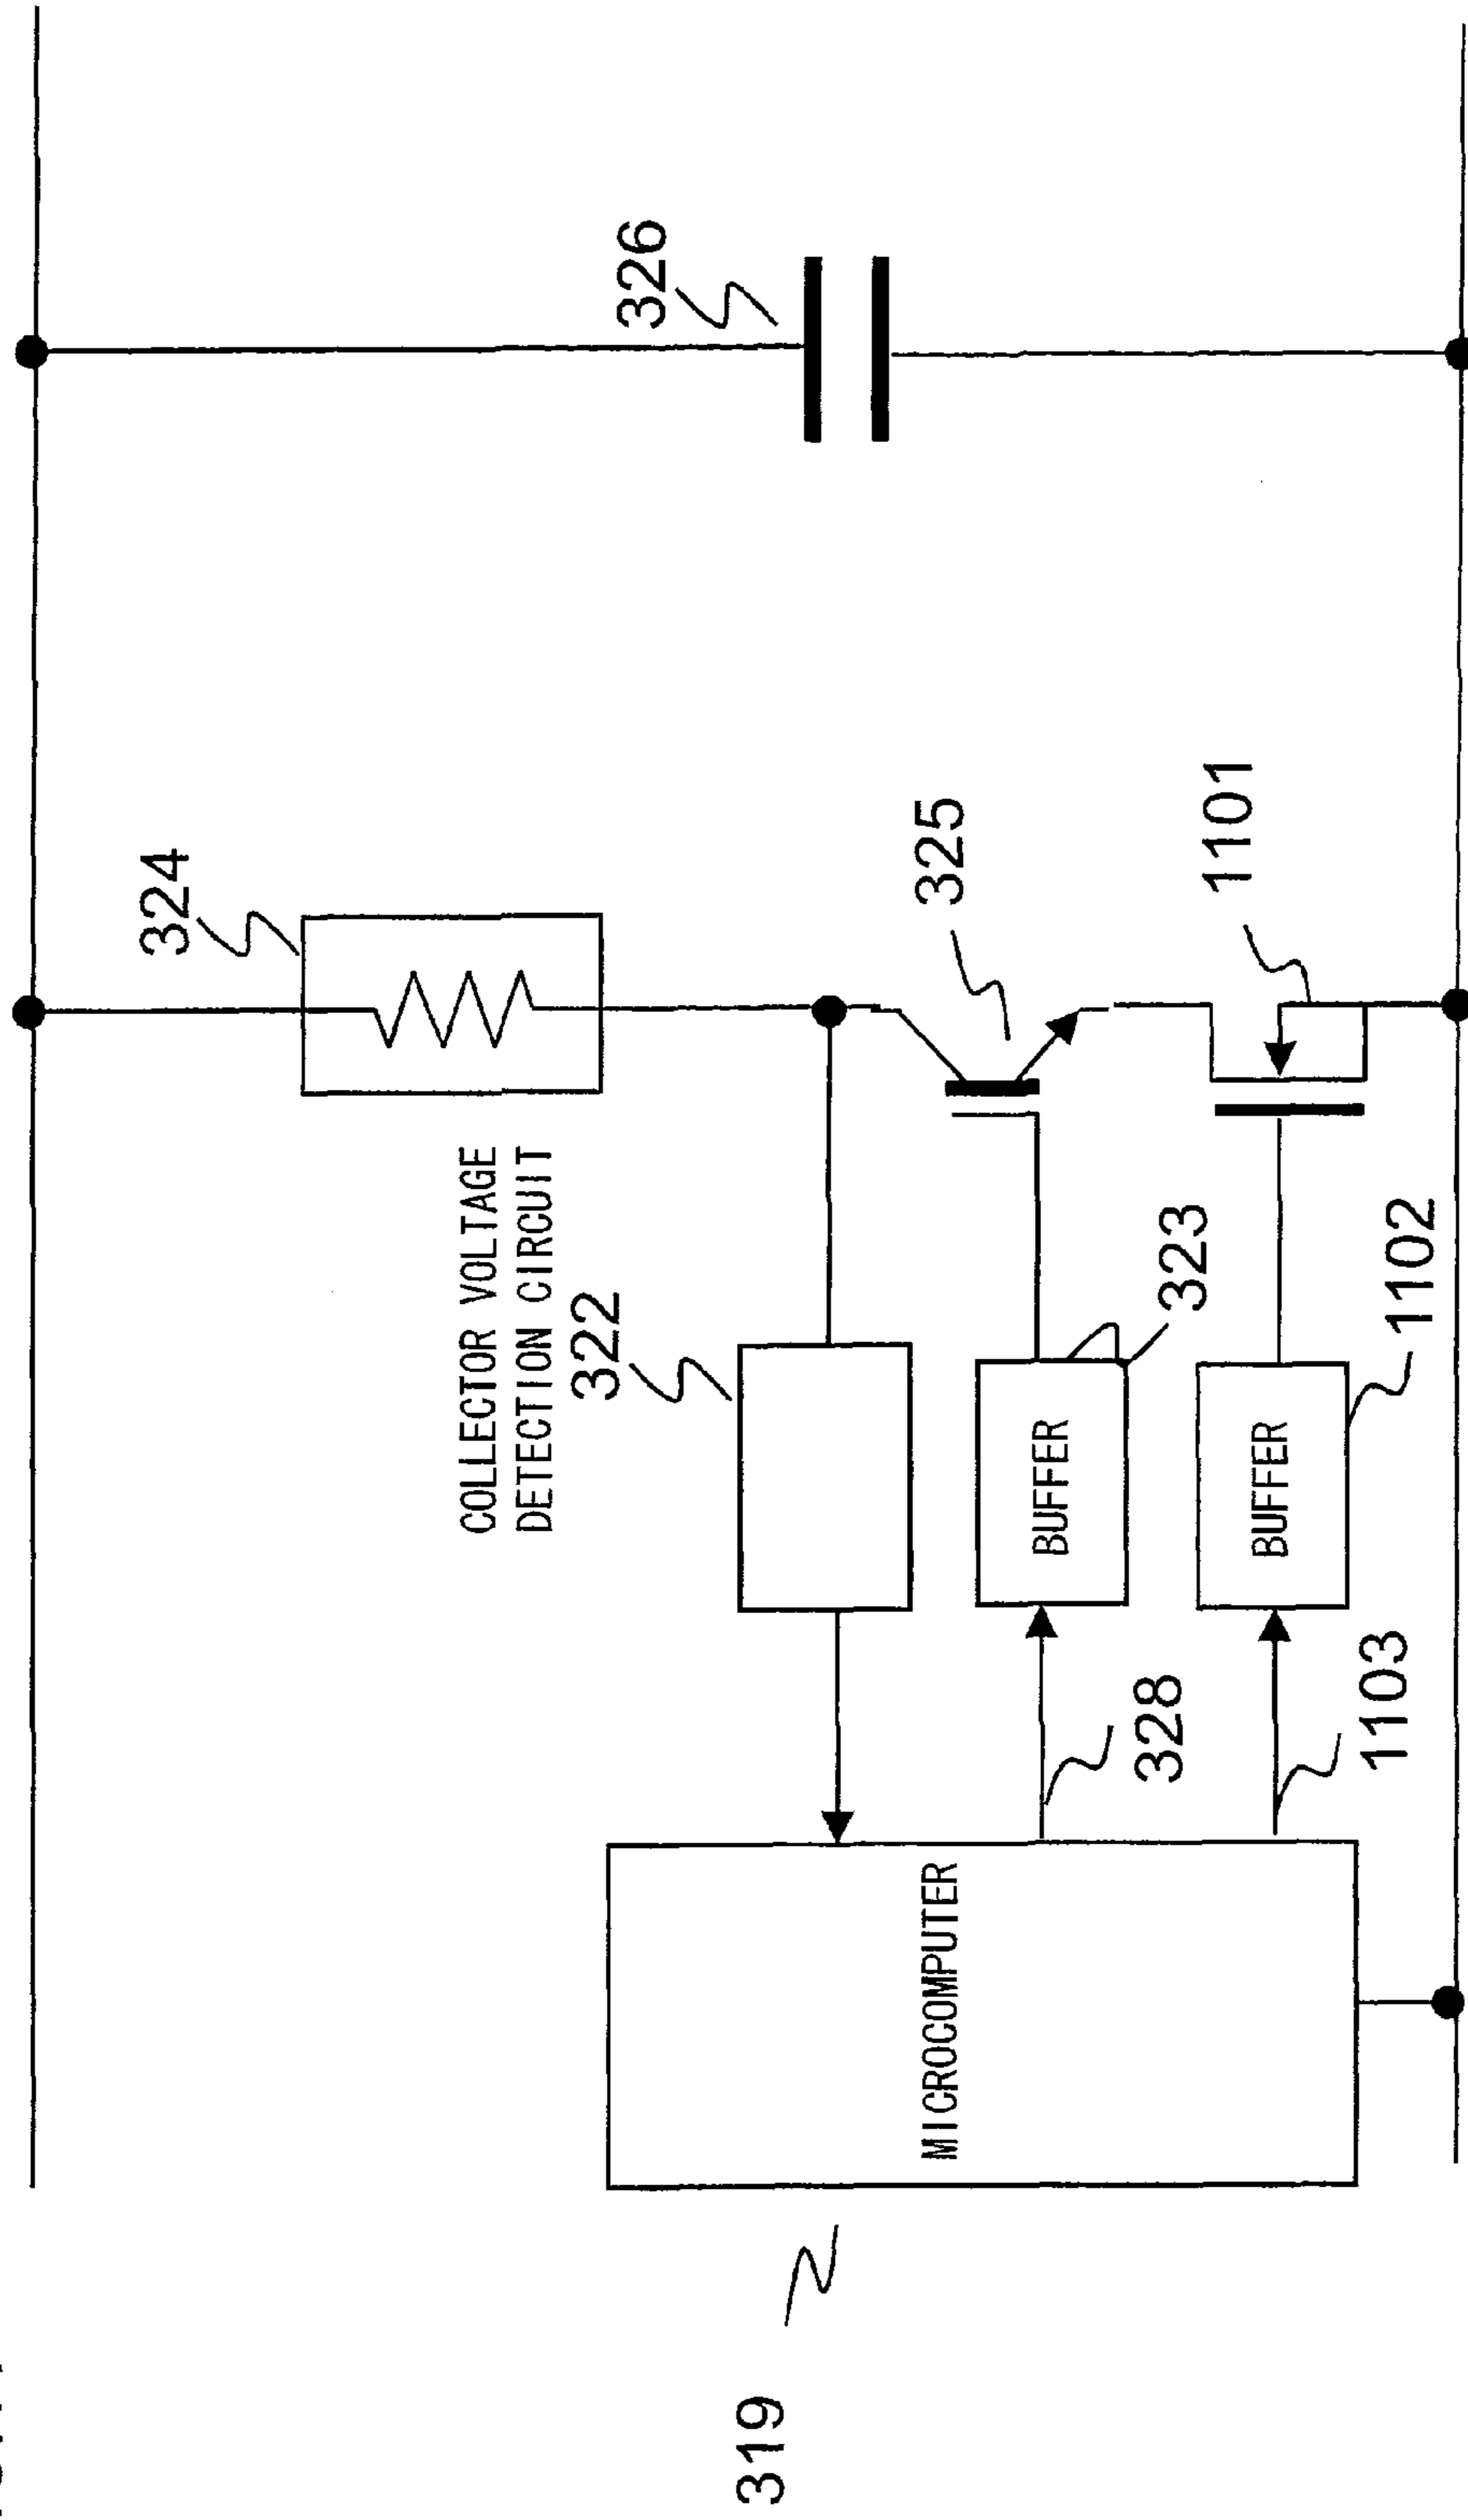 326
324
325
1101
COLLECTOR VOLTAGE
DETECTION CIRCUIT
322
323
1102
BUFFER
BUFFER
328
1103
MICROCOMPUTER
319